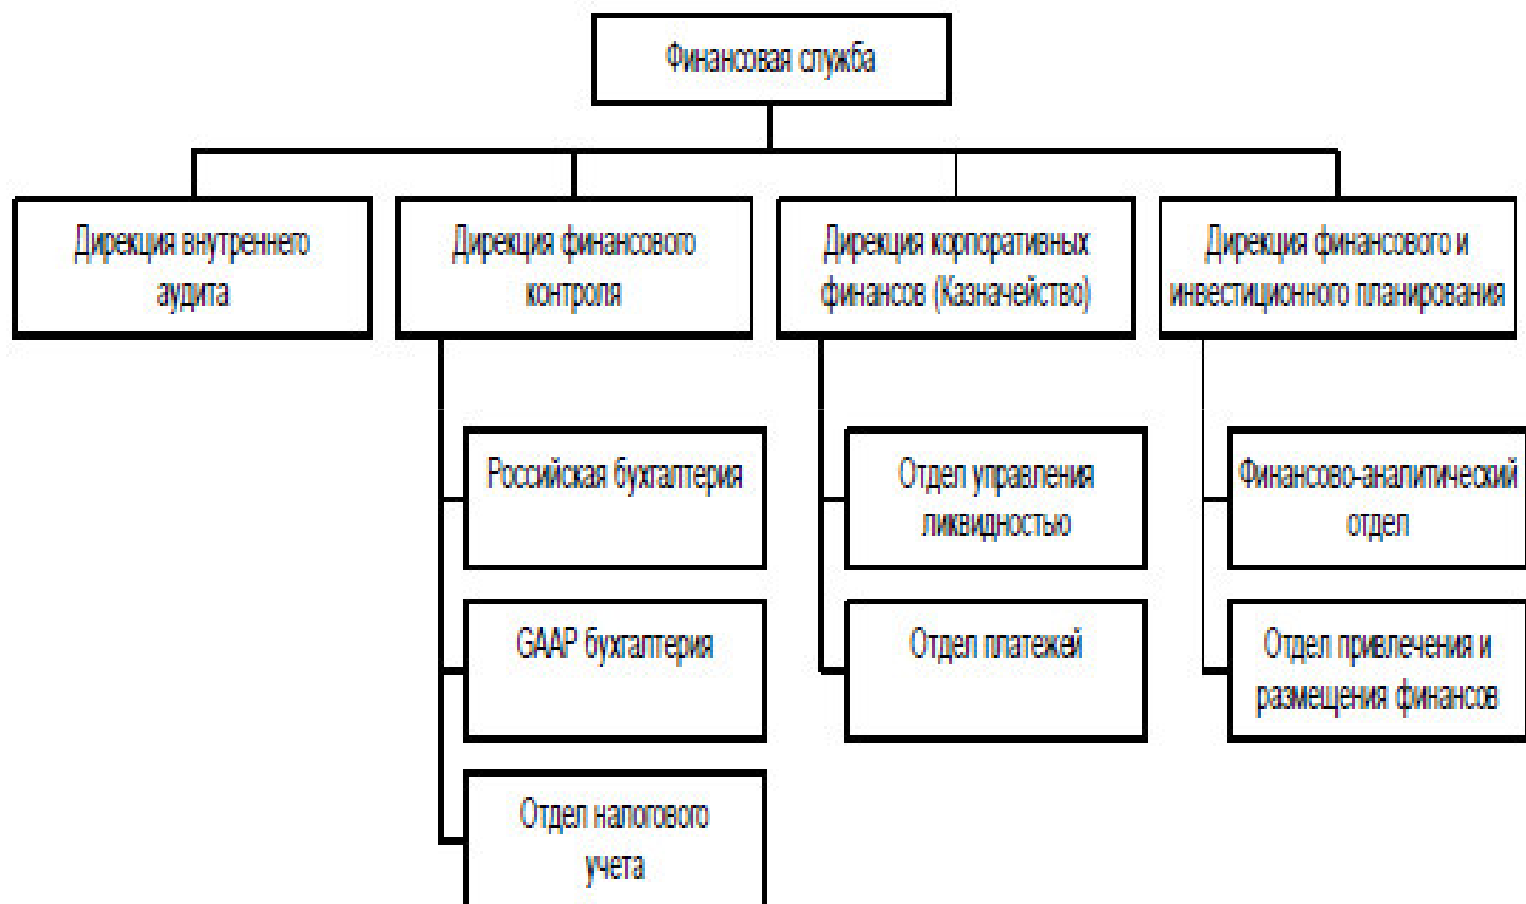 Финансовая служба
Дирекция внутреннего
аудита
Дирекция финансового
контроля
Дирекция корпоративных
финансов (Казначейство)
Дирекция финансового и
инвестиционного планирования
Российская бухгалтерия
GAAP бухгалтерия
Отдел налогового
учета
Отдел управления
ликвидностью
Отдел платежей
Финансово-аналитический
отдел
Отдел привлечения и
размещения финансов